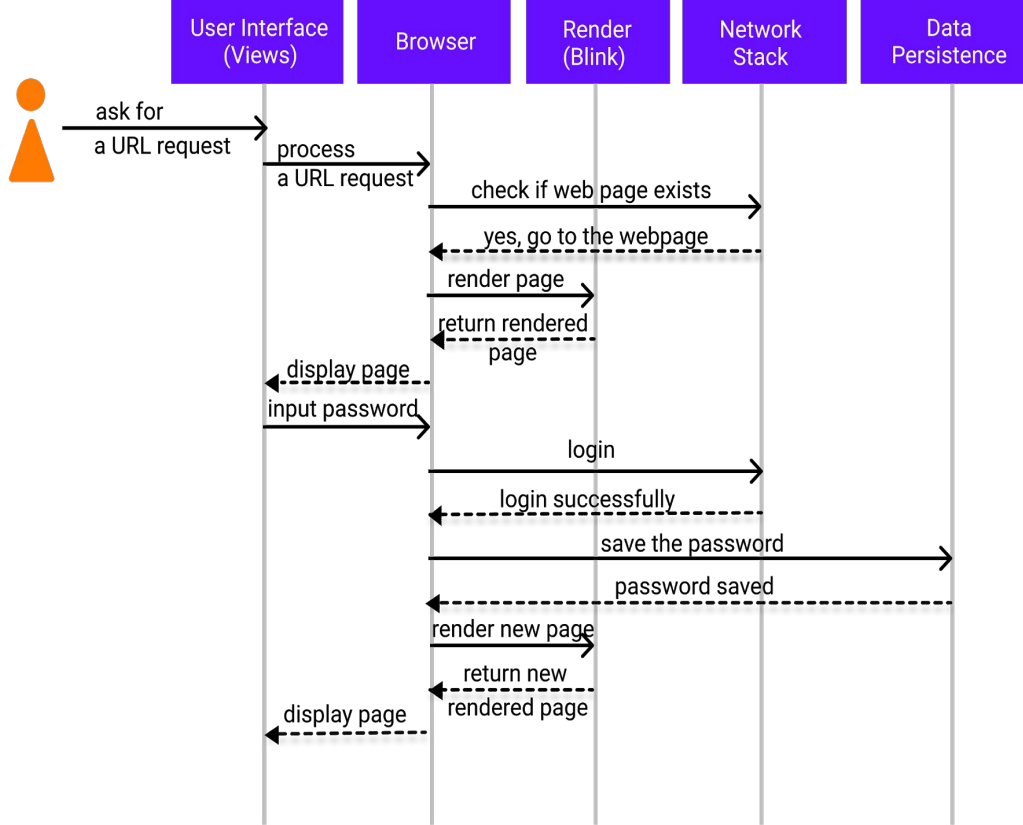 User Interface
(Views)
Browser
Render
(Blink)
Network
Stack
Data
Persistence
ask for
a URL request
process
a URL request
check if web page exists
yes, go to the webpage
render page
return rendered
page
display page
input password
login
login successfully
save the password
password saved
render new page
return new
rendered page
display page